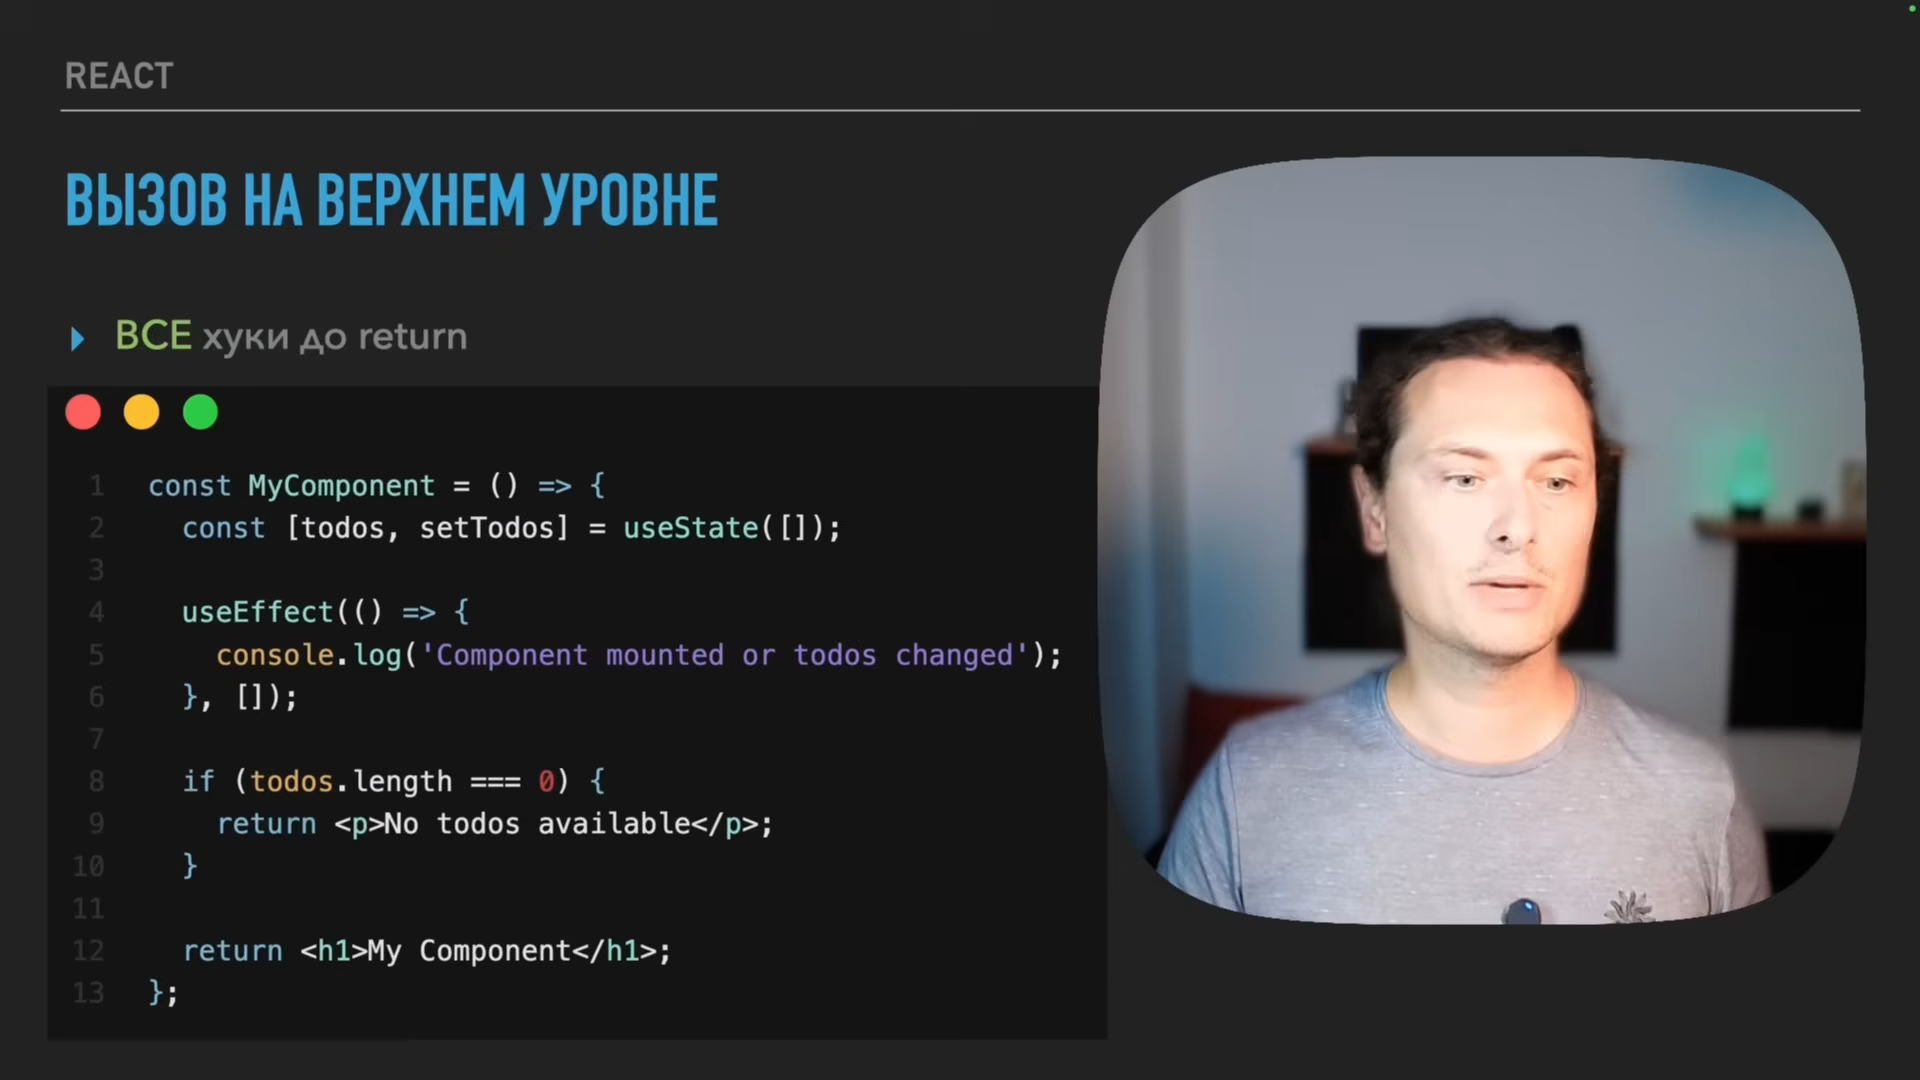 REACT
ВЫЗОВ НА ВЕРХНЕМ УРОВНЕ
ВСЕ хуки до return
1 const MyComponent = () => {
2 const [todos, setTodos] = useState([]);
3
4 useEffect(() => {
5 console.log('Component mounted or todos changed');
6 }, []);
7
8 if (todos.length === 0) {
9 return <p>No todos available</p>;
10 }
11
12 return <h1>My Component</h1>;
13 };